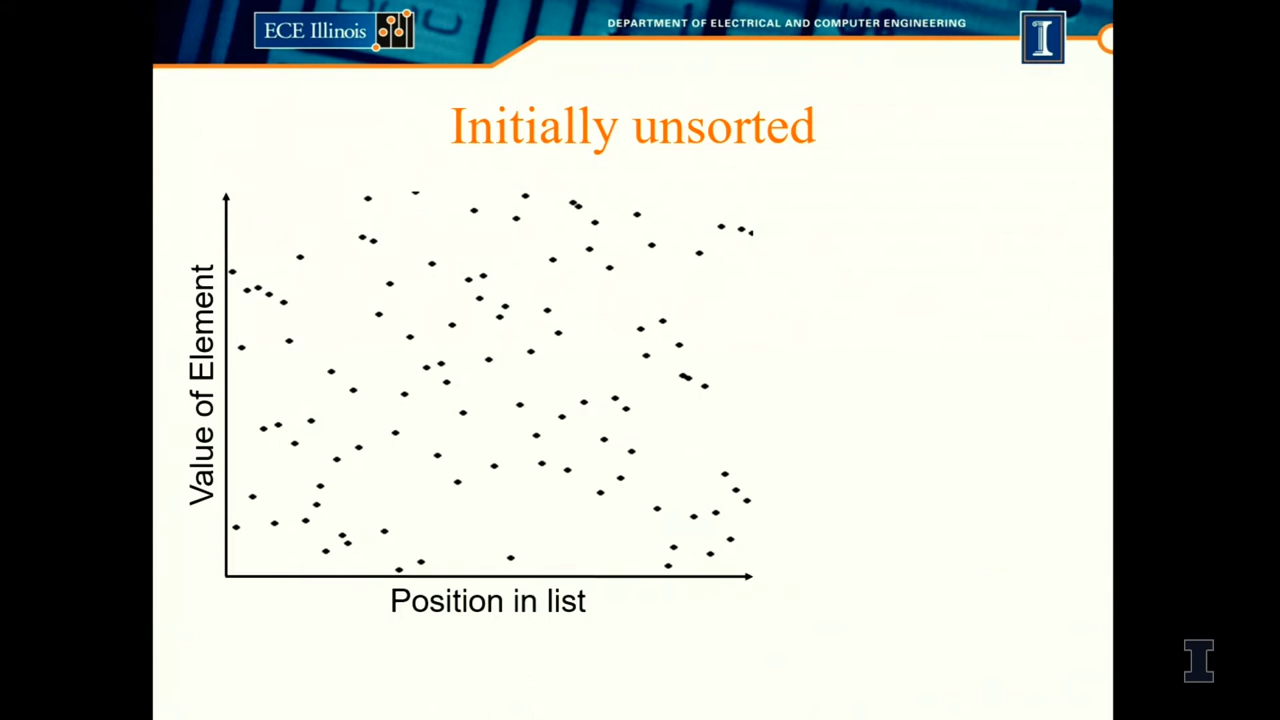 ECE Illinois
DEPARTMENT OF ELECTRICAL AND COMPUTER ENGINEERING
I
Initially unsorted
Value of Element
Position in list
I